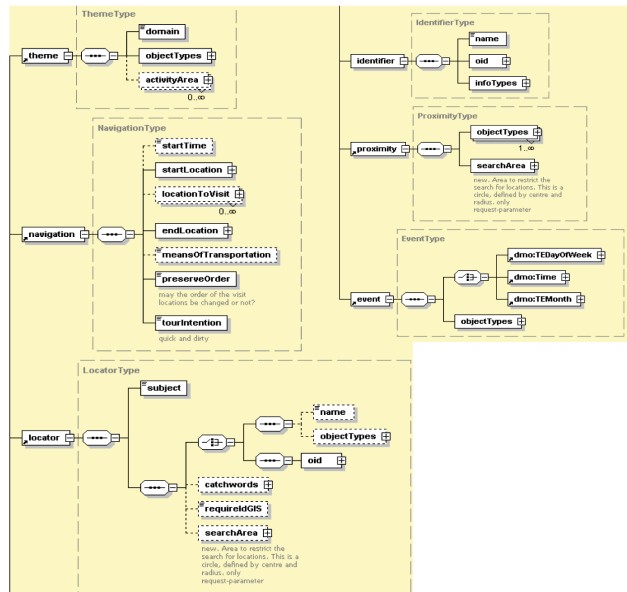 ThemeType
theme
domain
objectTypes
activityArea
0..∞
NavigationType
navigation
startTime
startLocation
locationToVisit
0..∞
endLocation
meansOfTransportation
preserveOrder
may the order of the visit
locations be changed or not?
tourIntention
quick and dirty
LocatorType
locator
subject
name
objectTypes
oid
catchwords
requireIdGIS
searchArea
new. Area to restrict the
search for locations. This is a
circle, defined by centre and
radius. only
request-parameter
IdentifierType
identifier
name
oid
infoTypes
ProximityType
proximity
objectTypes
1..∞
searchArea
new. Area to restrict the
search for locations. This is a
circle, defined by centre and
radius. only
request-parameter
EventType
event
dmo:TEDayOfWeek
dmo:Time
dmo:TEMonth
objectTypes